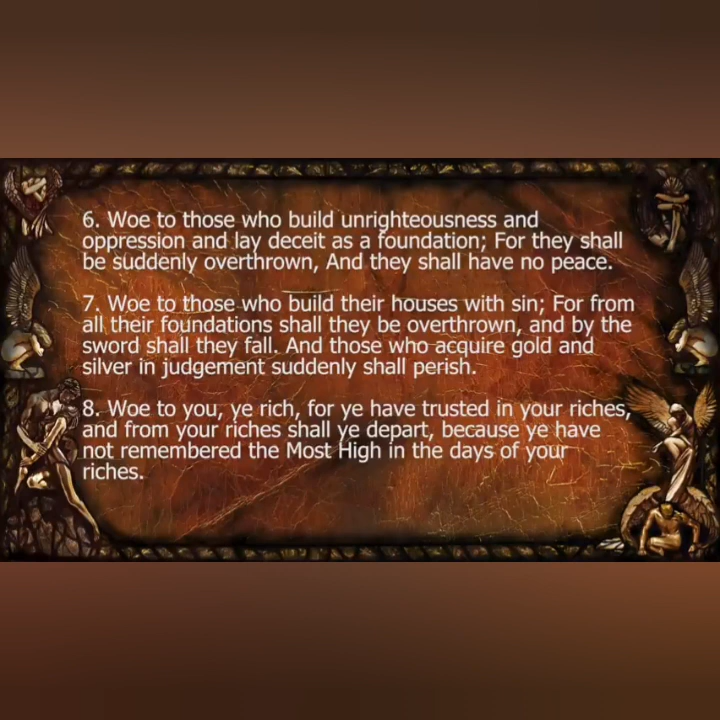 6. Woe to those who build unrighteousness and
oppression and lay deceit as a foundation; For they shall
be suddenly overthrown, And they shall have no peace.
7. Woe to those who build their houses with sin; For from
all their foundations shall they be overthrown, and by the
sword shall they fall. And those who acquire gold and
silver in judgement suddenly shall perish.
8. Woe to you, ye rich, for ye have trusted in your riches,
and from your riches shall ye depart, because ye have
not remembered the Most High in the days of your
riches.